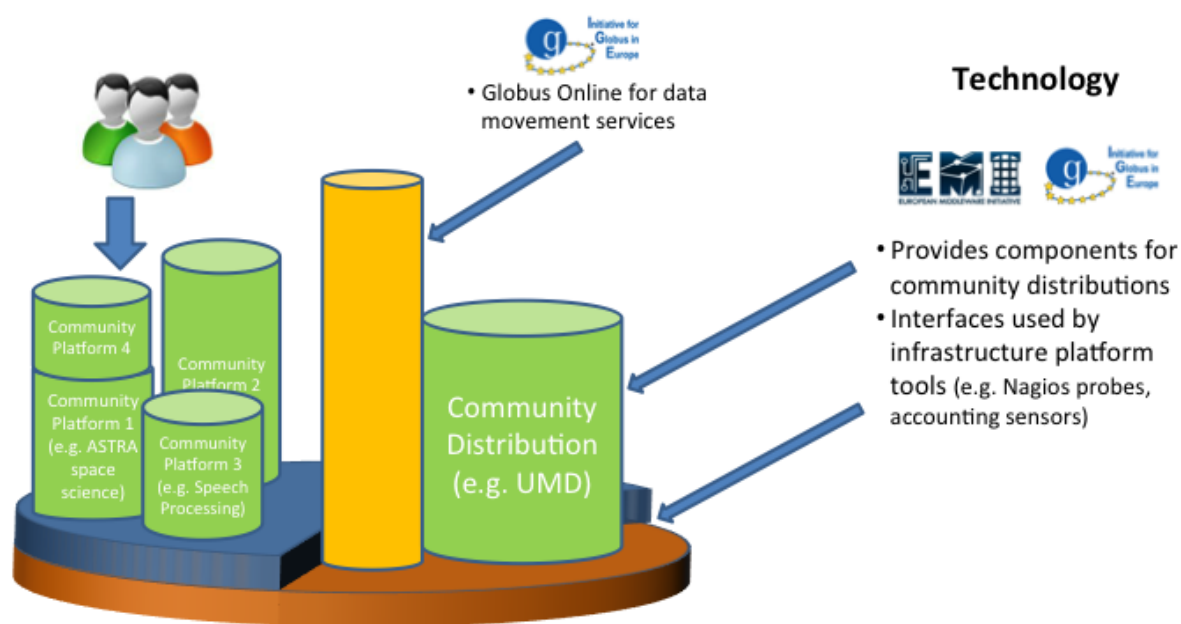 Initiative for
Globus in
Europe
g
• Globus Online for data
movement services
Technology
EMI
EUROPEAN MIDDLEWARE INITIATIVE
g
Initiative for
Globus in
Europe
• Provides components for
community distributions
• Interfaces used by
infrastructure platform
tools (e.g. Nagios probes,
accounting sensors)
Community
Platform 4
Community
Platform 1
(e.g. ASTRA
space
science)
Community
Platform 2
Community
Platform 3
(e.g. Speech
Processing)
Community
Distribution
(e.g. UMD)